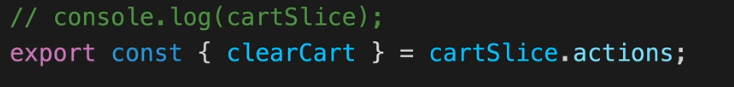 // console.log(cartSlice);
export const { clearCart } = cartSlice.actions;